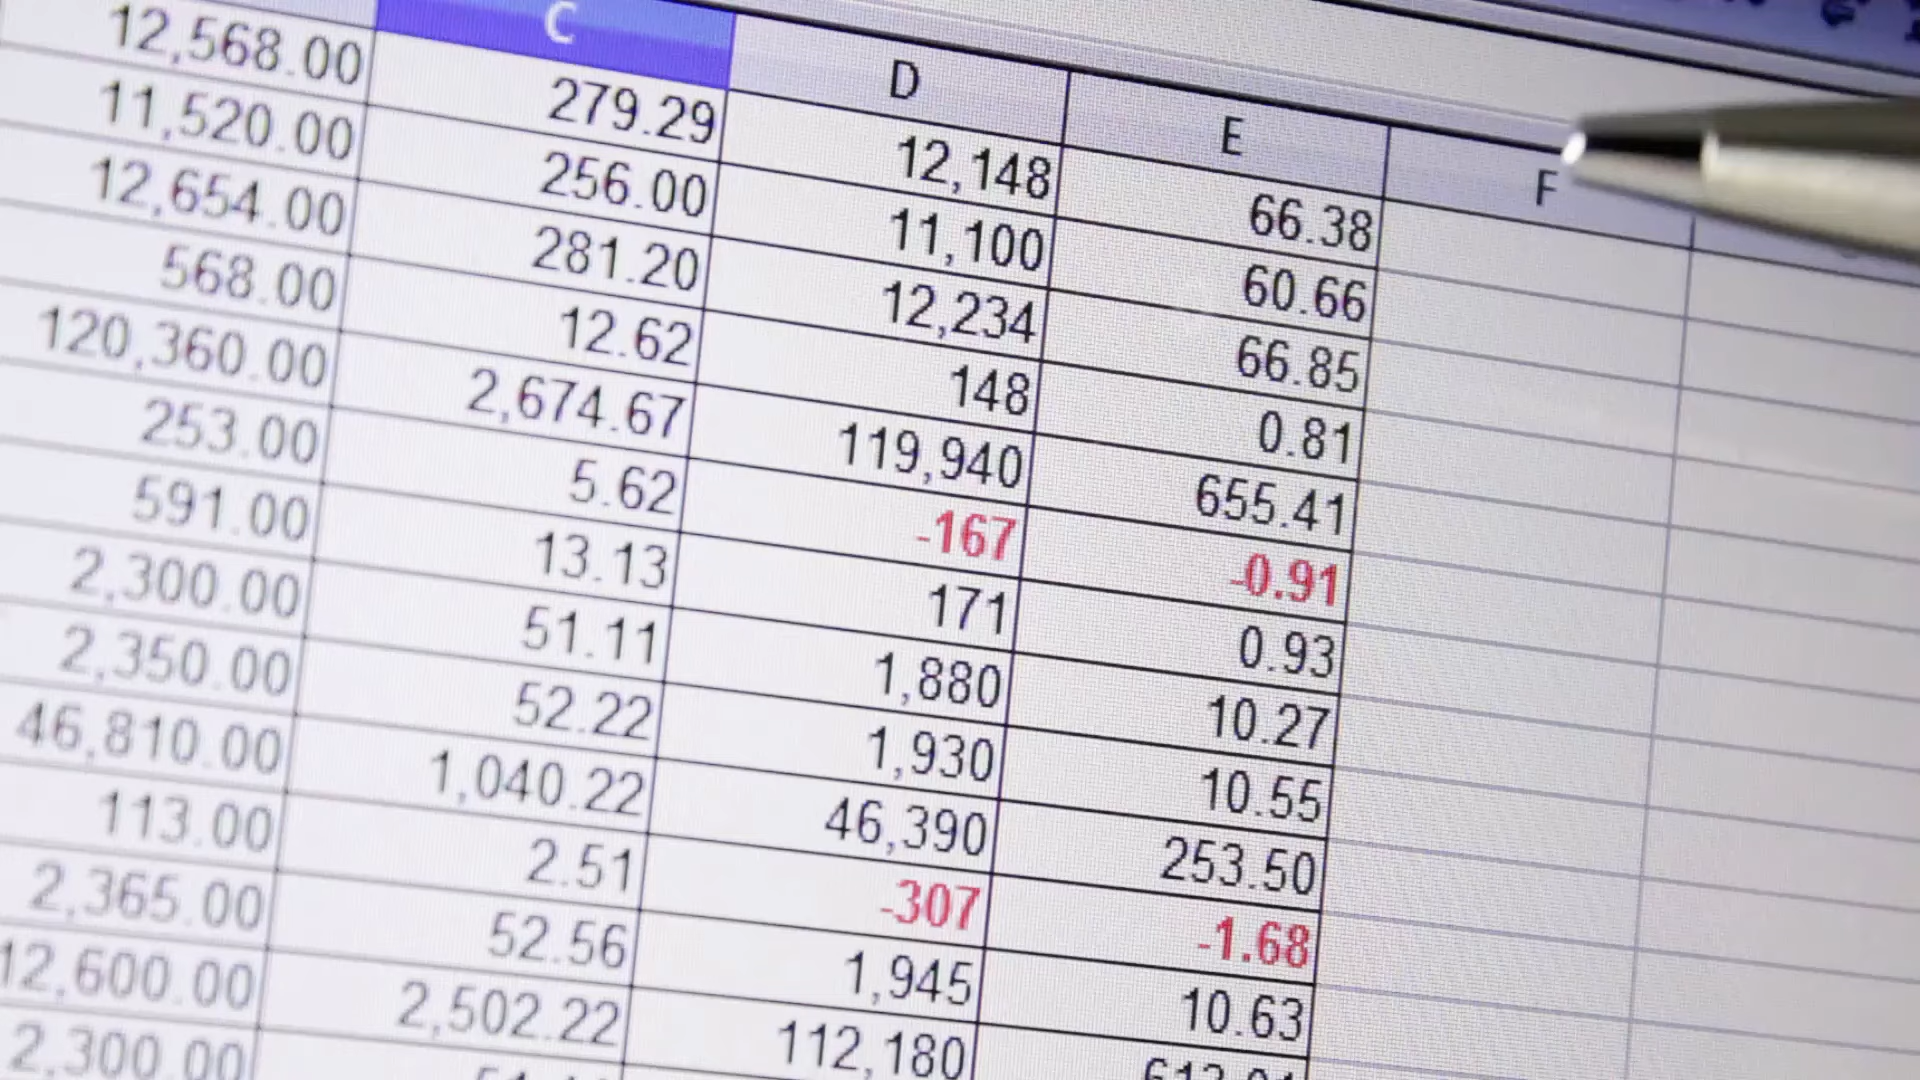 C D E F
12,568.00 279.29 12,148 66.38
11,520.00 256.00 11,100 60.66
12,654.00 281.20 12,234 66.85
568.00 12.62 148 0.81
120,360.00 2,674.67 119,940 655.41
253.00 5.62 -167 -0.91
591.00 13.13 171 0.93
2,300.00 51.11 1,880 10.27
2,350.00 52.22 1,930 10.55
46,810.00 1,040.22 46,390 253.50
113.00 2.51 -307 -1.68
2,365.00 52.56 1,945 10.63
12,600.00 2,502.22 112,180
2,300.00